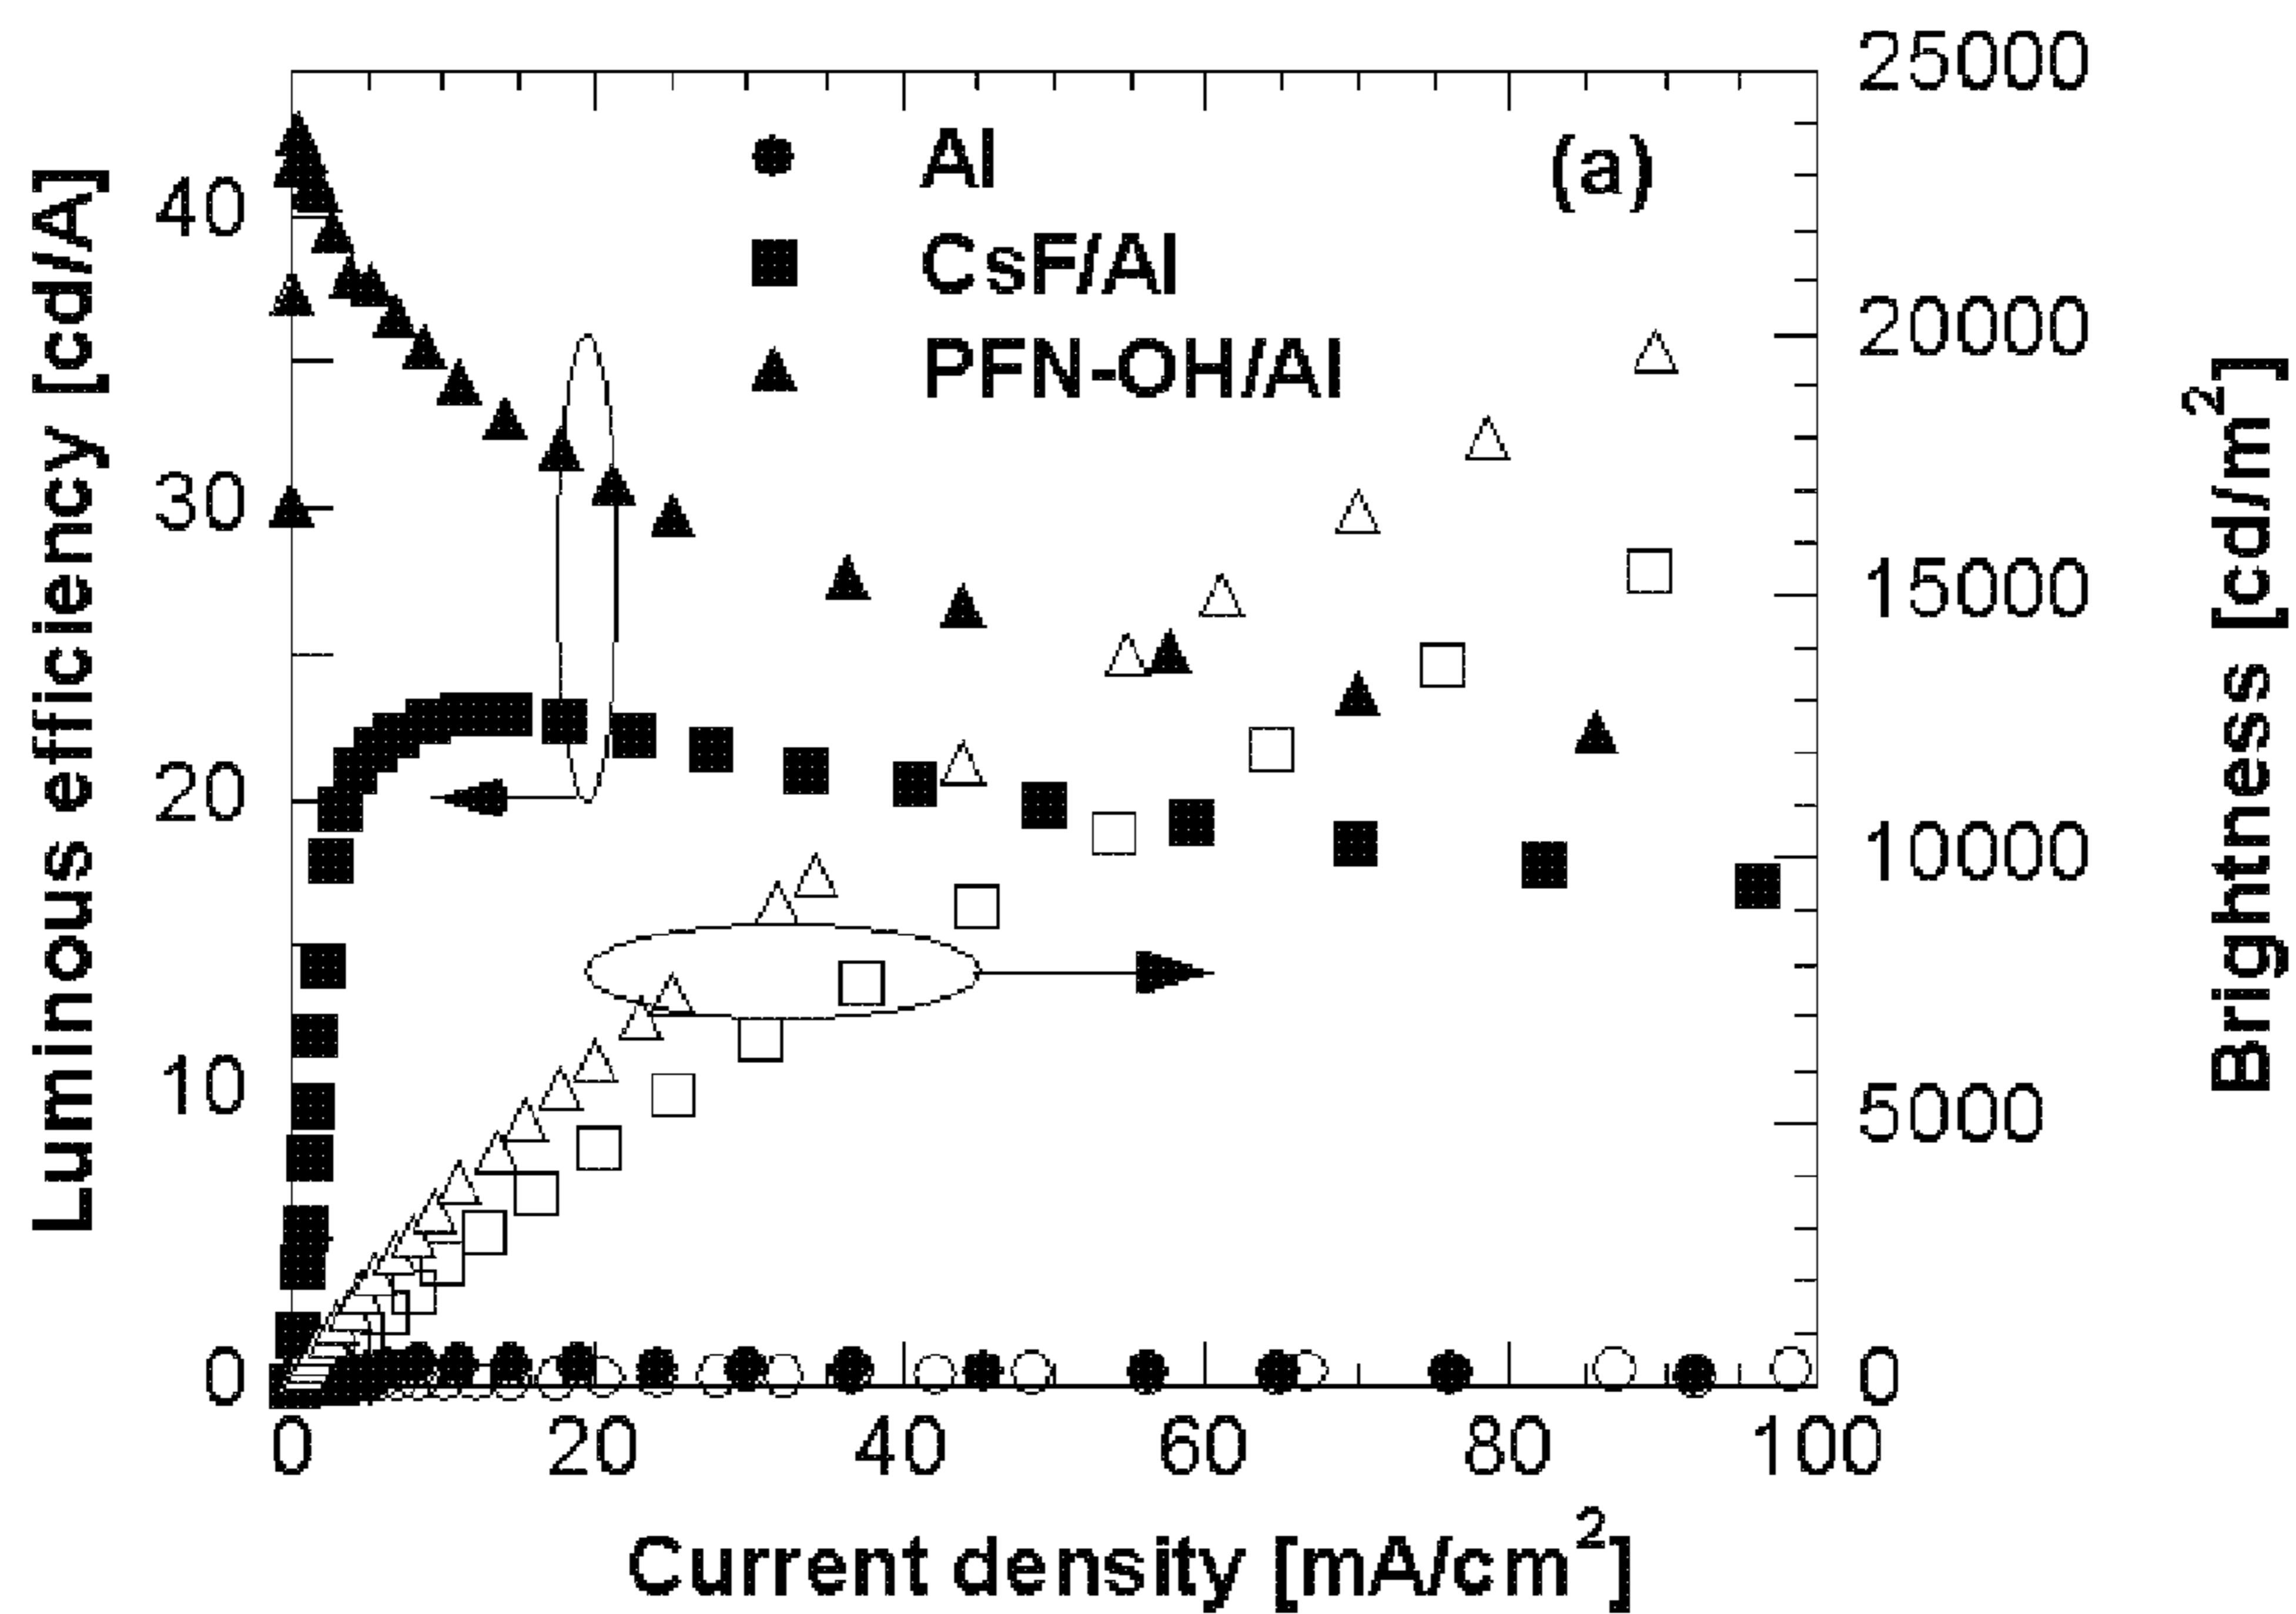 25000
Al
(a)
40
CsF/Al
20000
PFN-OH/Al
30
15000
20
10000
10
5000
0
0
0 20 40 60 80 100
Luminous efficiency [cd/A]
Brightness [cd/m²]
Current density [mA/cm²]